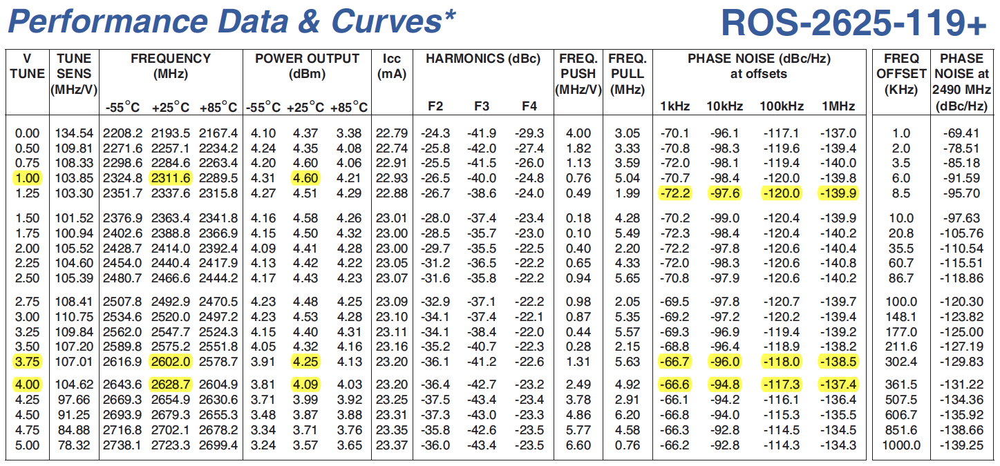 Performance Data & Curves* ROS-2625-119+
V TUNE FREQUENCY POWER OUTPUT Icc HARMONICS (dBc) FREQ. FREQ. PHASE NOISE (dBc/Hz) FREQ PHASE
TUNE SENS (MHz) (dBm) (mA) PUSH PULL at offsets OFFSET NOISE at
(MHz/V) (MHz/V) (MHz) (KHz) 2490 MHz
-55°C +25°C +85°C -55°C +25°C +85°C F2 F3 F4 1kHz 10kHz 100kHz 1MHz (dBc/Hz)
0.00 134.54 2208.2 2193.5 2167.4 4.10 4.37 3.38 22.79 -24.3 -41.9 -29.3 4.00 3.05 -70.1 -96.1 -117.1 -137.0 1.0 -69.41
0.50 109.81 2271.6 2257.1 2234.2 4.24 4.35 4.08 22.74 -25.8 -42.0 -27.4 1.82 3.33 -70.8 -98.3 -119.6 -139.4 2.0 -78.51
0.75 108.33 2298.6 2284.6 2263.4 4.20 4.60 4.06 22.91 -25.5 -41.5 -26.0 1.13 3.59 -72.0 -98.1 -119.4 -140.0 3.5 -85.18
1.00 103.85 2324.8 2311.6 2289.5 4.31 4.60 4.21 22.93 -26.5 -40.0 -24.8 0.76 5.04 -70.7 -98.4 -120.0 -139.8 6.0 -91.59
1.25 103.30 2351.7 2337.6 2315.8 4.27 4.51 4.29 22.88 -26.7 -38.6 -24.0 0.49 1.99 -72.2 -97.6 -120.0 -139.9 8.5 -95.70
1.50 101.52 2376.9 2363.4 2341.8 4.16 4.58 4.26 23.01 -28.0 -37.4 -23.4 0.18 4.28 -70.2 -99.0 -120.4 -139.9 10.0 -97.63
1.75 100.94 2402.6 2388.8 2366.9 4.15 4.50 4.32 23.00 -28.5 -35.7 -23.0 0.10 5.49 -72.3 -98.4 -120.4 -140.2 20.8 -105.76
2.00 105.52 2428.7 2414.0 2392.4 4.09 4.41 4.28 23.00 -29.7 -35.5 -22.5 0.40 2.20 -72.2 -97.8 -120.6 -140.4 35.5 -110.54
2.25 104.60 2454.0 2440.4 2417.9 4.13 4.42 4.22 23.05 -31.2 -36.5 -22.2 0.65 4.33 -72.0 -98.3 -120.6 -140.8 60.7 -115.51
2.50 105.39 2480.7 2466.6 2444.2 4.17 4.43 4.23 23.07 -31.6 -35.8 -22.2 0.94 5.65 -70.8 -97.9 -120.6 -140.2 86.7 -118.86
2.75 108.41 2507.8 2492.9 2470.5 4.23 4.48 4.25 23.09 -32.9 -37.1 -22.2 0.98 2.05 -69.5 -97.8 -120.7 -139.7 100.0 -120.30
3.00 110.75 2534.6 2520.0 2497.2 4.23 4.53 4.28 23.10 -34.1 -37.4 -22.1 0.87 5.35 -69.2 -97.2 -120.2 -139.4 148.1 -123.82
3.25 109.84 2562.0 2547.7 2524.3 4.15 4.40 4.31 23.11 -34.1 -38.4 -22.0 0.44 5.57 -69.3 -96.9 -119.4 -139.2 177.0 -125.00
3.50 107.20 2589.8 2575.2 2551.8 4.05 4.32 4.16 23.16 -35.2 -40.7 -22.3 0.28 2.15 -68.8 -96.4 -118.9 -138.2 211.6 -127.19
3.75 107.01 2616.9 2602.0 2578.7 3.91 4.25 4.13 23.20 -36.1 -41.2 -22.6 1.31 5.63 -66.7 -96.0 -118.0 -138.5 302.4 -129.83
4.00 104.62 2643.6 2628.7 2604.9 3.81 4.09 4.03 23.20 -36.4 -42.7 -23.2 2.49 4.92 -66.6 -94.8 -117.3 -137.4 361.5 -131.22
4.25 97.66 2669.3 2654.9 2630.6 3.71 3.99 3.92 23.25 -37.5 -43.4 -23.4 3.78 2.91 -66.1 -94.2 -116.1 -136.4 507.5 -134.36
4.50 91.25 2693.9 2679.3 2655.3 3.48 3.87 3.88 23.31 -37.3 -43.0 -23.3 4.86 6.20 -66.8 -94.0 -115.3 -135.5 606.7 -135.92
4.75 84.88 2716.8 2702.1 2678.2 3.34 3.71 3.76 23.35 -35.8 -42.6 -23.5 5.77 4.58 -66.3 -92.8 -114.5 -134.5 851.6 -138.66
5.00 78.32 2738.1 2723.3 2699.4 3.24 3.57 3.65 23.37 -36.0 -43.4 -23.5 6.60 0.76 -66.2 -92.8 -114.3 -134.3 1000.0 -139.25